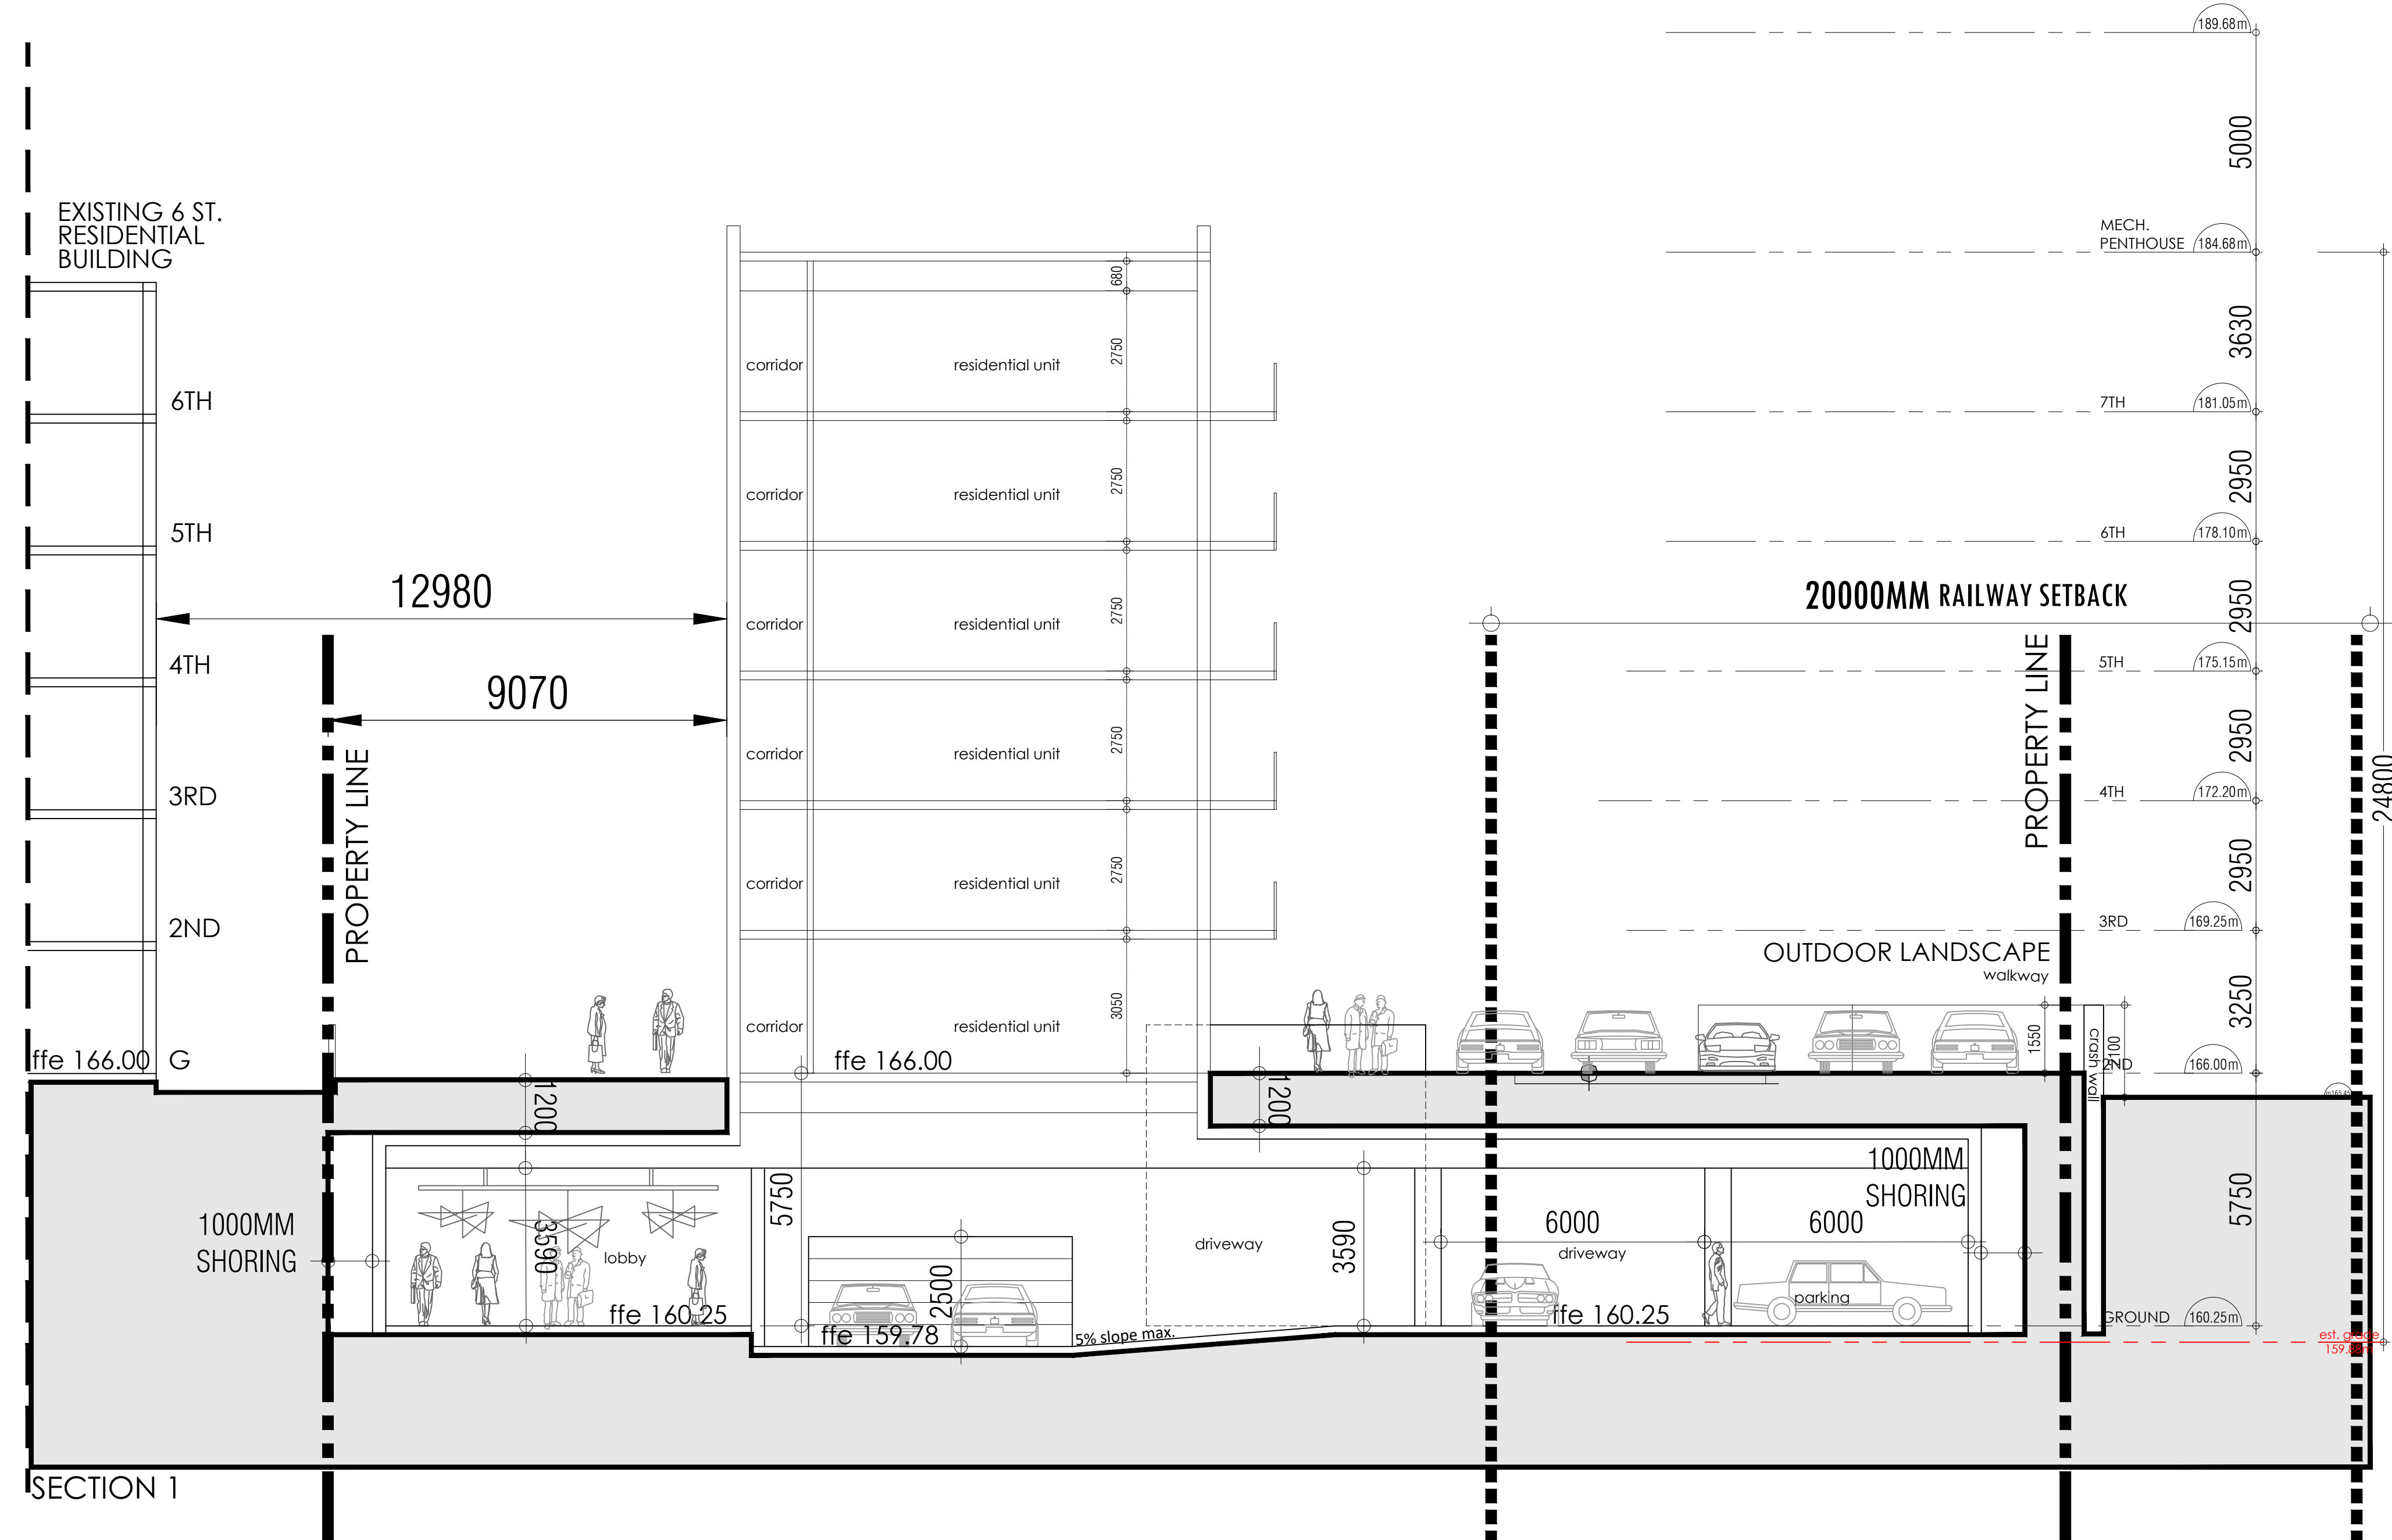 189.68m
5000
EXISTING 6 ST.
RESIDENTIAL
BUILDING
MECH.
PENTHOUSE 184.68m
680
3630
2750
corridor residential unit
6TH
7TH 181.05m
2950
2750
corridor residential unit
5TH
6TH 178.10m
12980
20000MM RAILWAY SETBACK
2950
2750
corridor residential unit
4TH
5TH 175.15m
9070
PROPERTY LINE
PROPERTY LINE
2950
2750
corridor residential unit
3RD
4TH 172.20m
24800
2950
2750
corridor residential unit
2ND
3RD 169.25m
OUTDOOR LANDSCAPE
walkway
3250
3050
corridor residential unit
1550
crash wall
2100
ffe 166.00 G
ffe 166.00
2ND 166.00m
1200
1200
1000MM
SHORING
1000MM
SHORING
5750
5750
3590
lobby
driveway
3590
6000
6000
driveway
2500
parking
ffe 160.25
ffe 159.78
5% slope max.
ffe 160.25
GROUND 160.25m
est. grade
SECTION 1